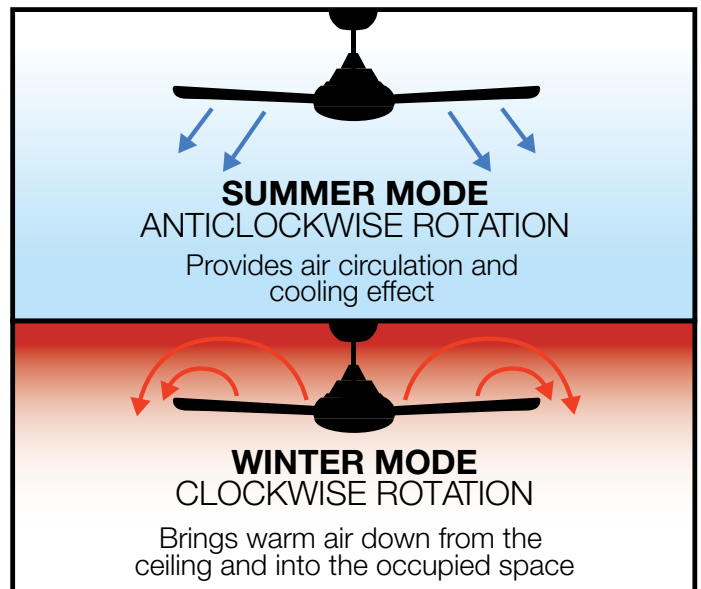 SUMMER MODE
ANTICLOCKWISE ROTATION
Provides air circulation and
cooling effect
WINTER MODE
CLOCKWISE ROTATION
Brings warm air down from the
ceiling and into the occupied space